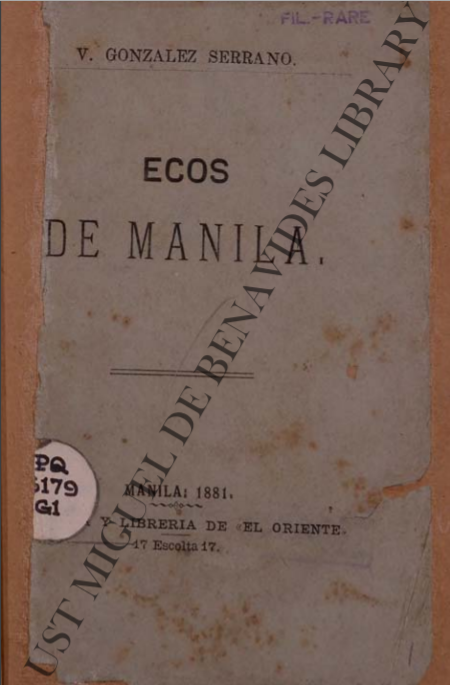 FIL.-RARE
V. GONZALEZ SERRANO.
ECOS
DE MANILA.
PQ
6179
G1
MANILA: 1881.
Y LIBRERIA DE «EL ORIENTE»
17 Escolta 17.
UST MIGUEL DE BENAVIDES LIBRARY